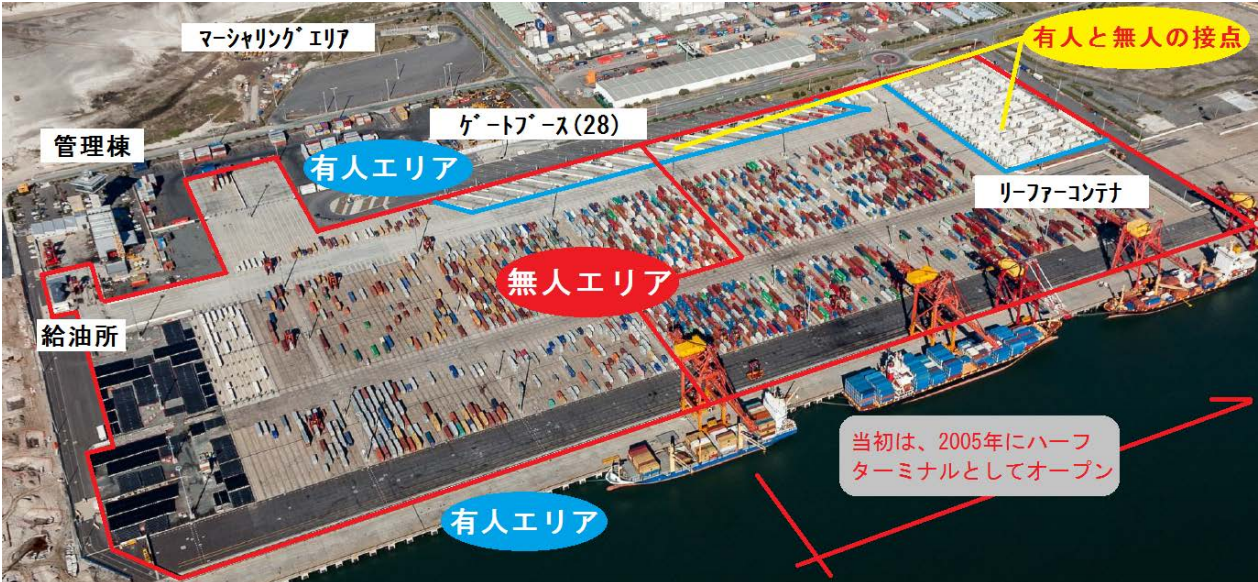 マーシャリングエリア
有人と無人の接点
ゲートブース(28)
管理棟
有人エリア
リーファーコンテナ
無人エリア
給油所
当初は、2005年にハーフ
ターミナルとしてオープン
有人エリア